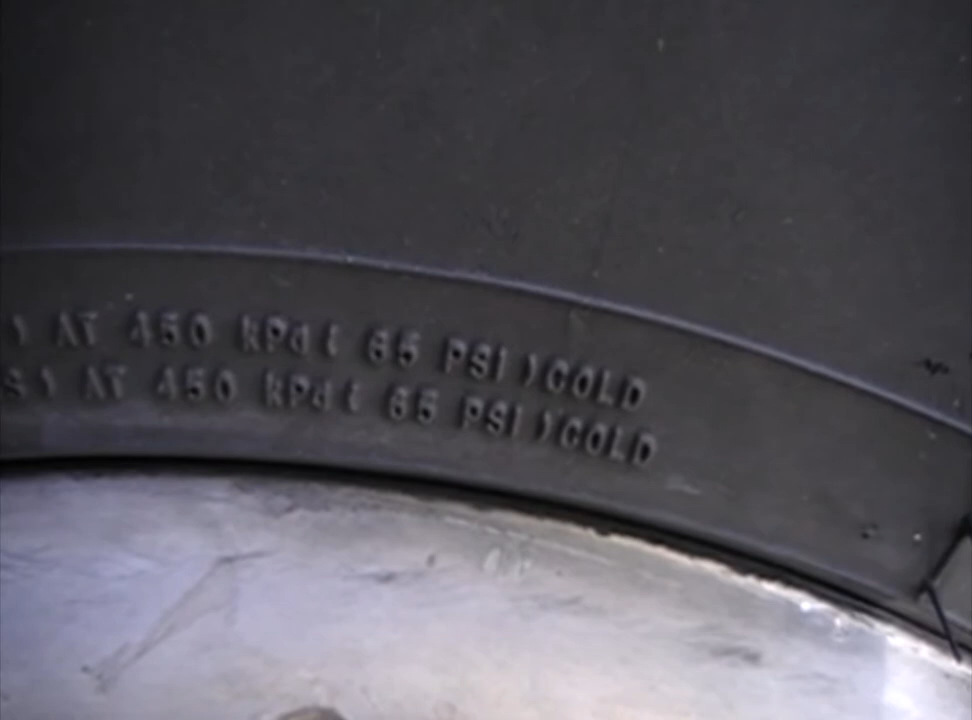 ) AT 450 kPa ( 65 PSI ) COLD
S ) AT 450 kPa ( 65 PSI ) COLD